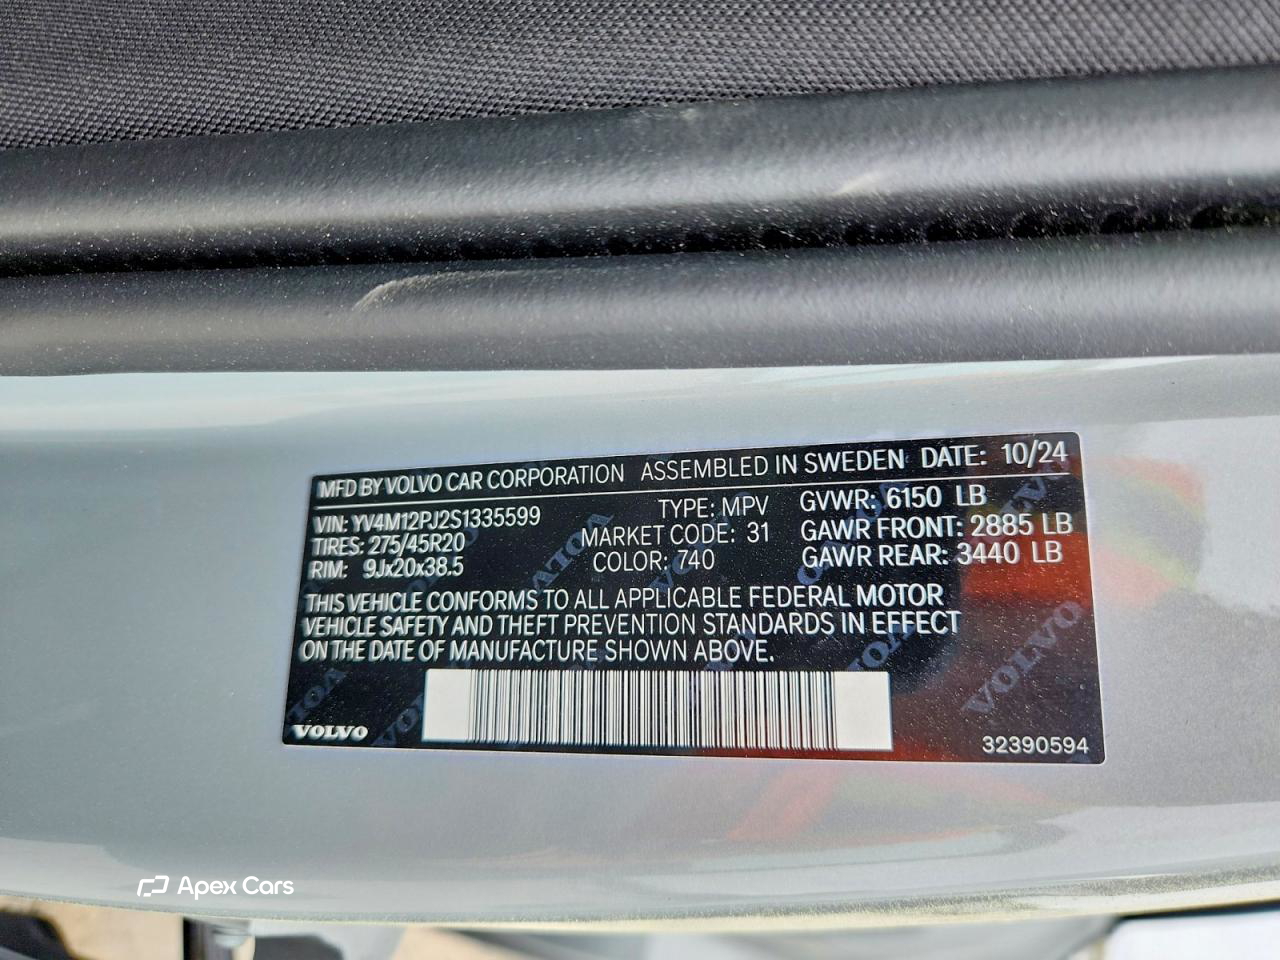 MFD BY VOLVO CAR CORPORATION ASSEMBLED IN SWEDEN DATE: 10/24
VIN: YV4M12PJ2S1335599 TYPE: MPV GVWR: 6150 LB
TIRES: 275/45R20 MARKET CODE: 31 GAWR FRONT: 2885 LB
RIM: 9Jx20x38.5 COLOR: 740 GAWR REAR: 3440 LB
THIS VEHICLE CONFORMS TO ALL APPLICABLE FEDERAL MOTOR
VEHICLE SAFETY AND THEFT PREVENTION STANDARDS IN EFFECT
ON THE DATE OF MANUFACTURE SHOWN ABOVE.
VOLVO
32390594
Apex Cars